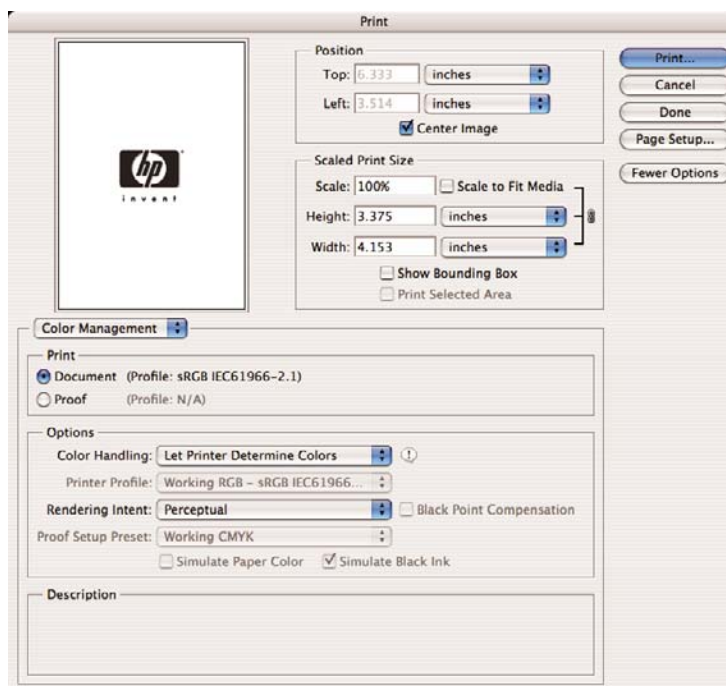 Print
hp
invent
Position
Top: 6.333 inches
Left: 3.514 inches
Center Image
Scaled Print Size
Scale: 100% Scale to Fit Media
Height: 3.375 inches
Width: 4.153 inches
Show Bounding Box
Print Selected Area
Print...
Cancel
Done
Page Setup...
Fewer Options
Color Management
Print
Document (Profile: sRGB IEC61966-2.1)
Proof (Profile: N/A)
Options
Color Handling: Let Printer Determine Colors
Printer Profile: Working RGB - sRGB IEC61966...
Rendering Intent: Perceptual Black Point Compensation
Proof Setup Preset: Working CMYK
Simulate Paper Color Simulate Black Ink
Description